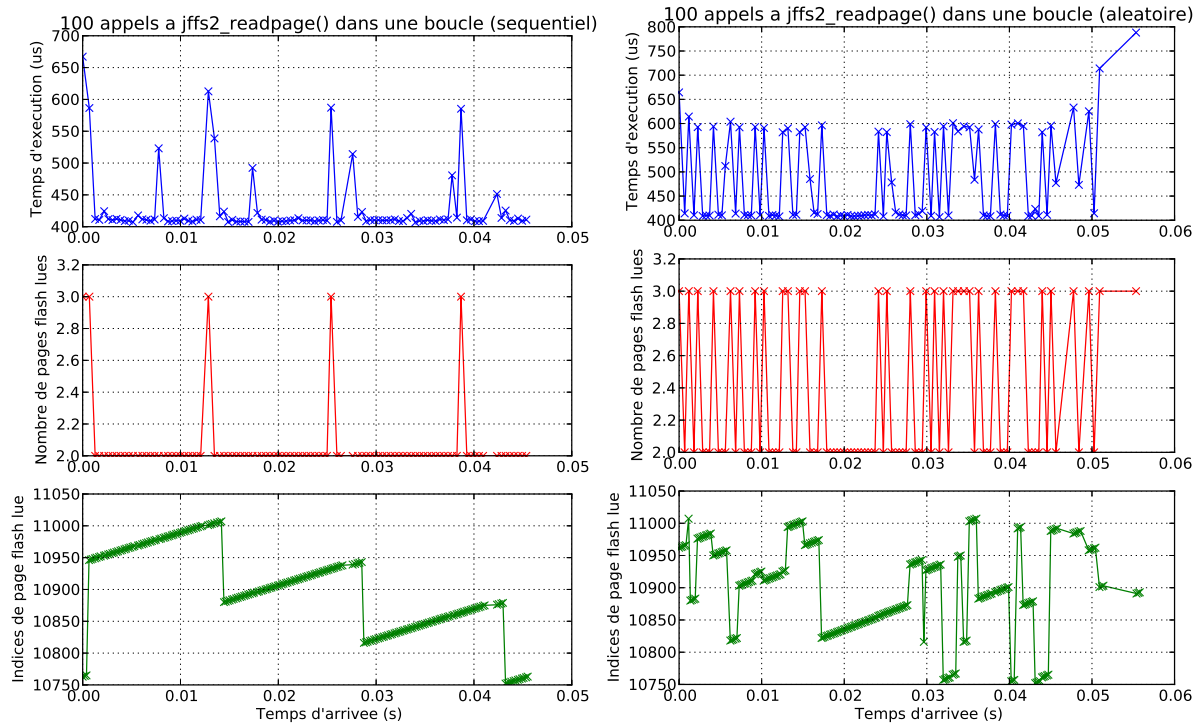 100 appels a jffs2_readpage() dans une boucle (sequentiel)
Temps d'execution (us)
700
650
600
550
500
450
400
0.00 0.01 0.02 0.03 0.04 0.05
Nombre de pages flash lues
3.2
3.0
2.8
2.6
2.4
2.2
2.0
0.00 0.01 0.02 0.03 0.04 0.05
Indices de page flash lue
11050
11000
10950
10900
10850
10800
10750
0.00 0.01 0.02 0.03 0.04 0.05
Temps d'arrivee (s)
100 appels a jffs2_readpage() dans une boucle (aleatoire)
Temps d'execution (us)
800
750
700
650
600
550
500
450
400
0.00 0.01 0.02 0.03 0.04 0.05 0.06
Nombre de pages flash lues
3.2
3.0
2.8
2.6
2.4
2.2
2.0
0.00 0.01 0.02 0.03 0.04 0.05 0.06
Indices de page flash lue
11050
11000
10950
10900
10850
10800
10750
0.00 0.01 0.02 0.03 0.04 0.05 0.06
Temps d'arrivee (s)